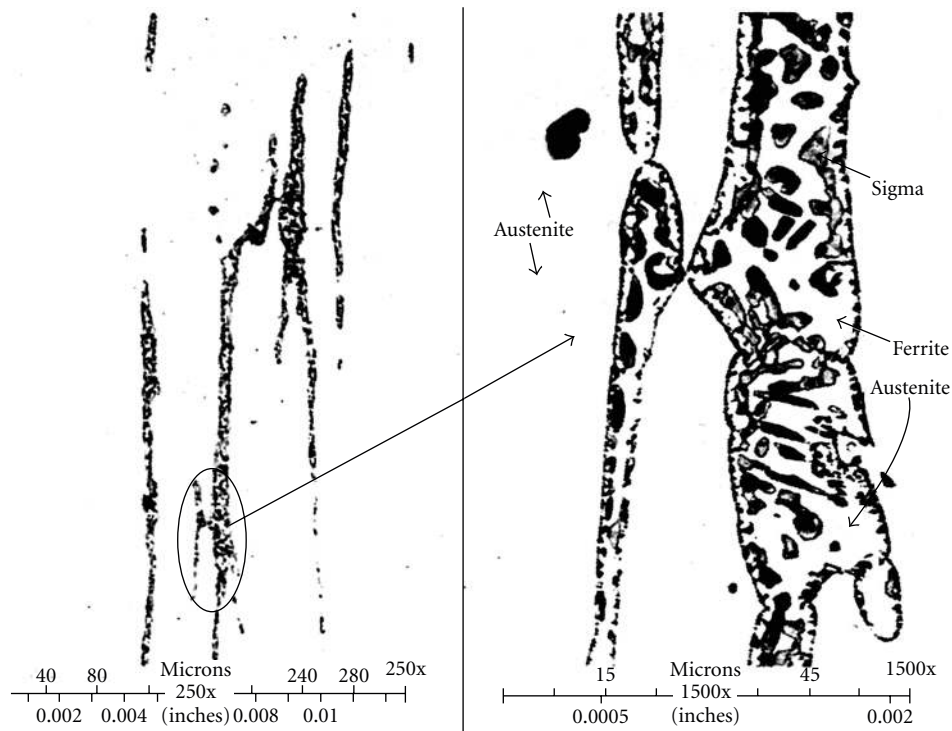 Austenite
Sigma
Ferrite
Austenite
40 80 Microns 240 280 250x
250x
0.002 0.004 (inches) 0.008 0.01
15 Microns 45 1500x
1500x
0.0005 (inches) 0.002